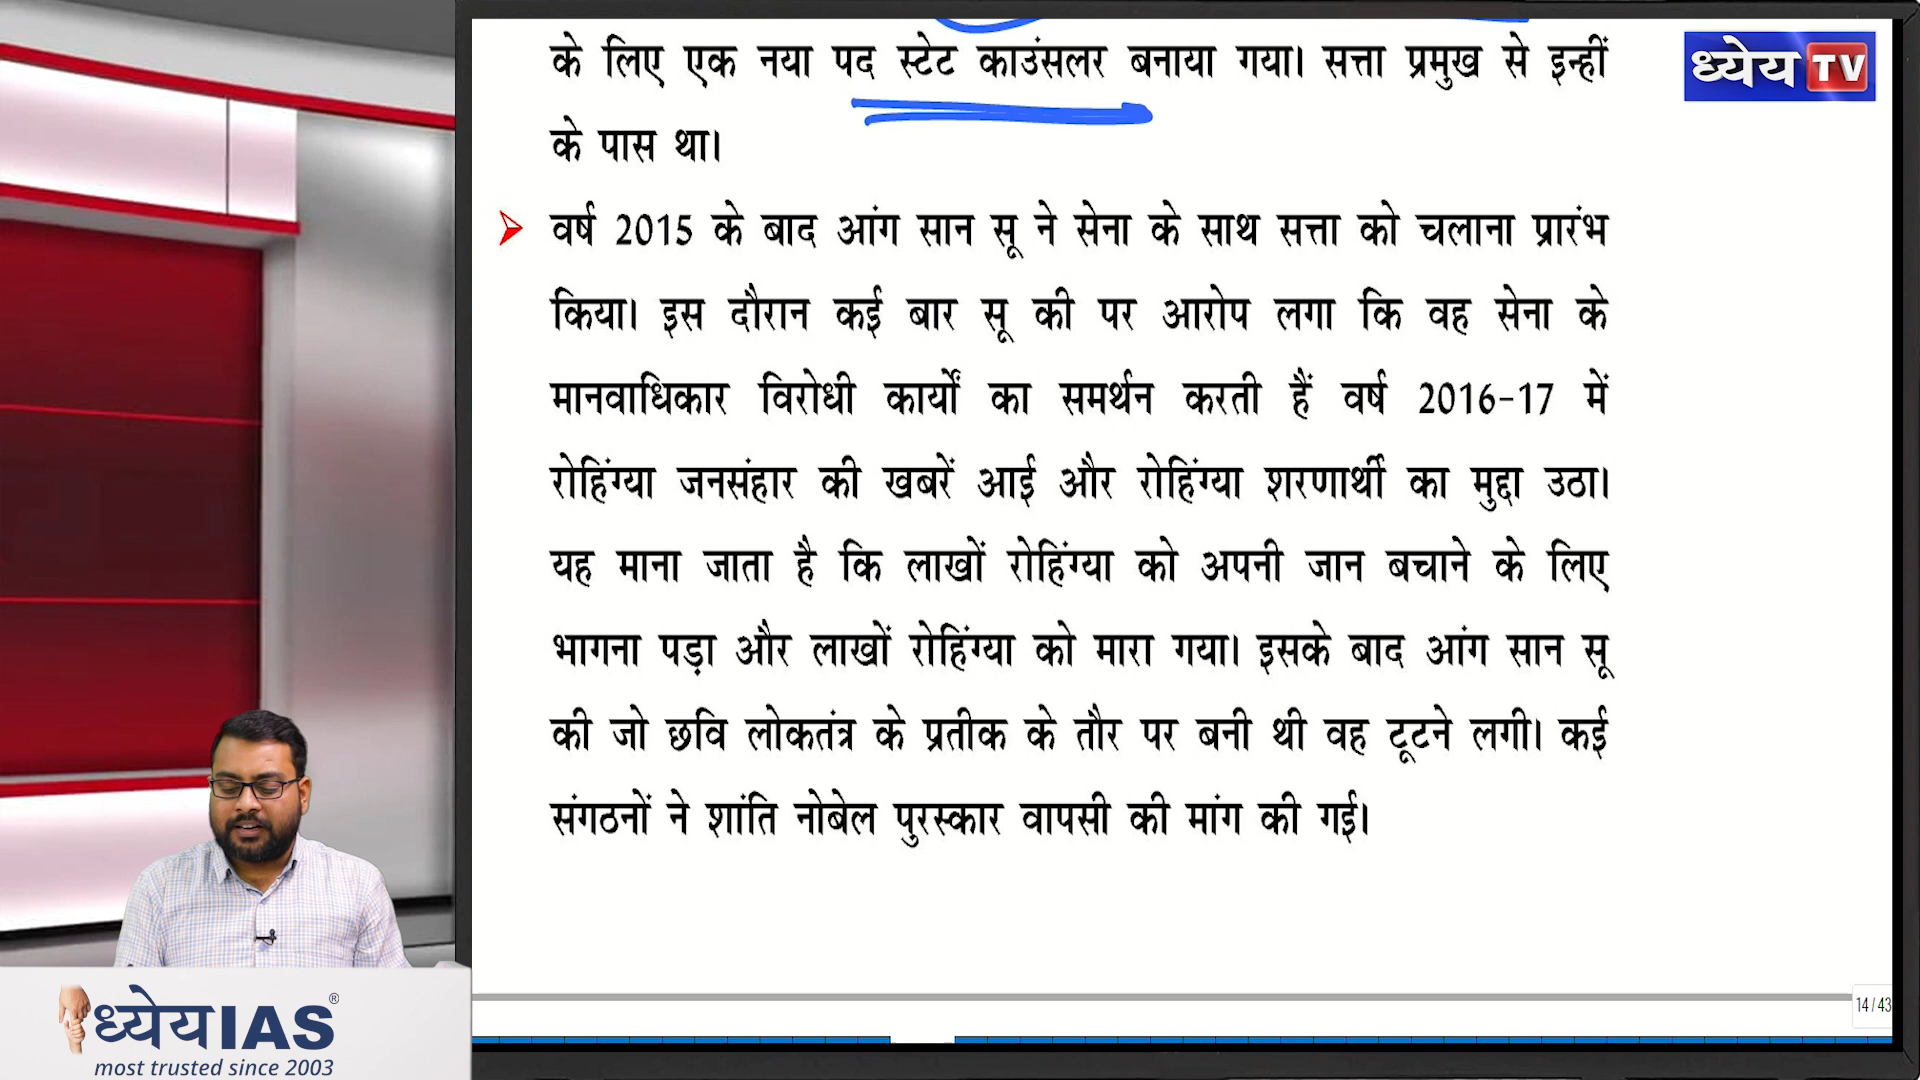 के लिए एक नया पद स्टेट काउंसलर बनाया गया। सत्ता प्रमुख से इन्हीं
के पास था।
वर्ष 2015 के बाद आंग सान सू ने सेना के साथ सत्ता को चलाना प्रारंभ
किया। इस दौरान कई बार सू की पर आरोप लगा कि वह सेना के
मानवाधिकार विरोधी कार्यों का समर्थन करती हैं वर्ष 2016-17 में
रोहिंग्या जनसंहार की खबरें आई और रोहिंग्या शरणार्थी का मुद्दा उठा।
यह माना जाता है कि लाखों रोहिंग्या को अपनी जान बचाने के लिए
भागना पड़ा और लाखों रोहिंग्या को मारा गया। इसके बाद आंग सान सू
की जो छवि लोकतंत्र के प्रतीक के तौर पर बनी थी वह टूटने लगी। कई
संगठनों ने शांति नोबेल पुरस्कार वापसी की मांग की गई।
ध्येय TV
14/43
ध्येय IAS®
most trusted since 2003